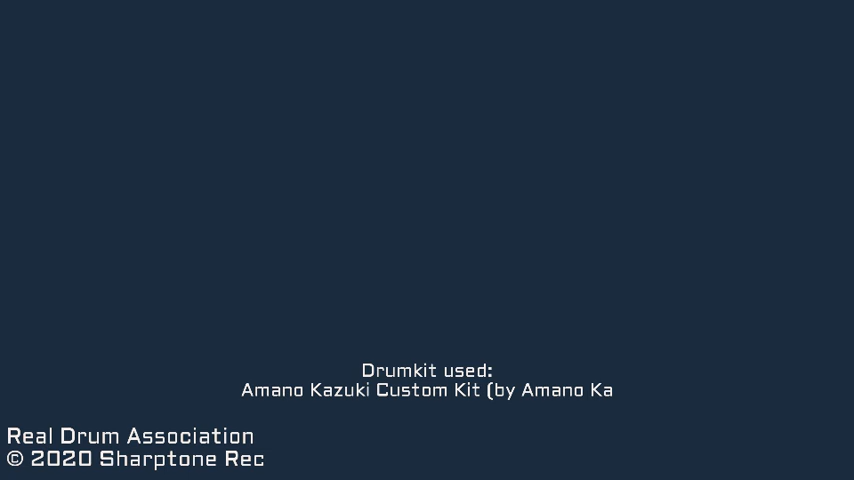 Drumkit used:
Amano Kazuki Custom Kit (by Amano Ka
Real Drum Association
© 2020 Sharptone Rec